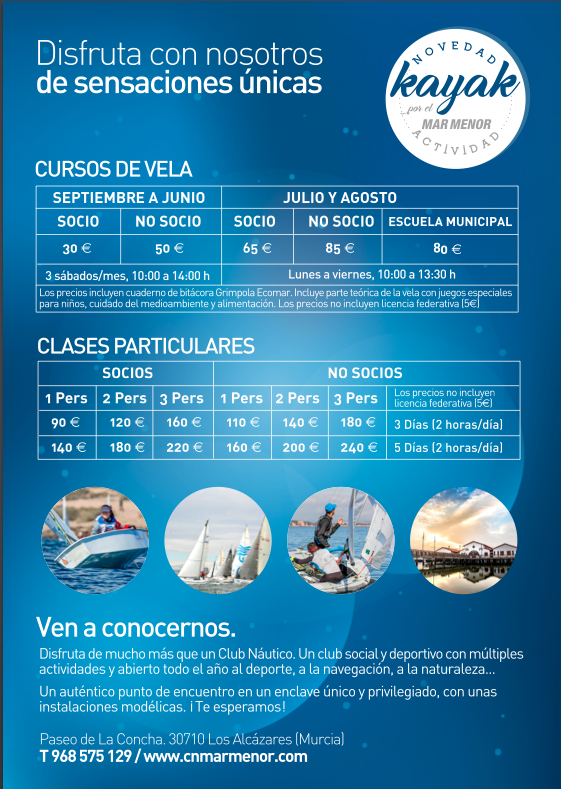 Disfruta con nosotros
de sensaciones únicas
NOVEDAD
kayak
...por el
MAR MENOR
ACTIVIDAD
CURSOS DE VELA
SEPTIEMBRE A JUNIO JULIO Y AGOSTO
SOCIO NO SOCIO SOCIO NO SOCIO ESCUELA MUNICIPAL
30 € 50 € 65 € 85 € 80 €
3 sábados/mes, 10:00 a 14:00 h Lunes a viernes, 10:00 a 13:30 h
Los precios incluyen cuaderno de bitácora Grimpola Ecomar. Incluye parte teórica de la vela con juegos especiales
para niños, cuidado del medioambiente y alimentación. Los precios no incluyen licencia federativa (5€)
CLASES PARTICULARES
SOCIOS NO SOCIOS
1 Pers 2 Pers 3 Pers 1 Pers 2 Pers 3 Pers Los precios no incluyen
licencia federativa (5€)
90 € 120 € 160 € 110 € 140 € 180 € 3 Días (2 horas/día)
140 € 180 € 220 € 160 € 200 € 240 € 5 Días (2 horas/día)
Ven a conocernos.
Disfruta de mucho más que un Club Náutico. Un club social y deportivo con múltiples
actividades y abierto todo el año al deporte, a la navegación, a la naturaleza...
Un auténtico punto de encuentro en un enclave único y privilegiado, con unas
instalaciones modélicas. ¡Te esperamos!
Paseo de La Concha. 30710 Los Alcázares (Murcia)
T 968 575 129 / www.cnmarmenor.com